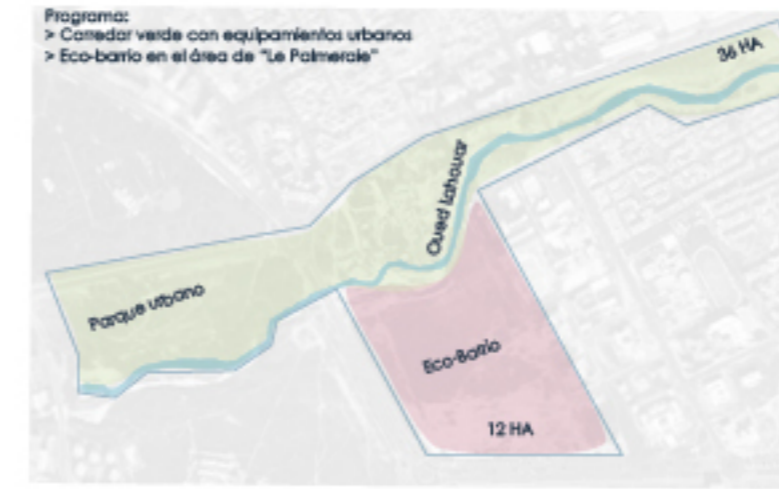 Programa:
> Corredor verde con equipamientos urbanos
> Eco-barrio en el área de "Le Palmeraie"
36 HA
Oued Lahouar
Parque urbano
Eco-Barrio
12 HA